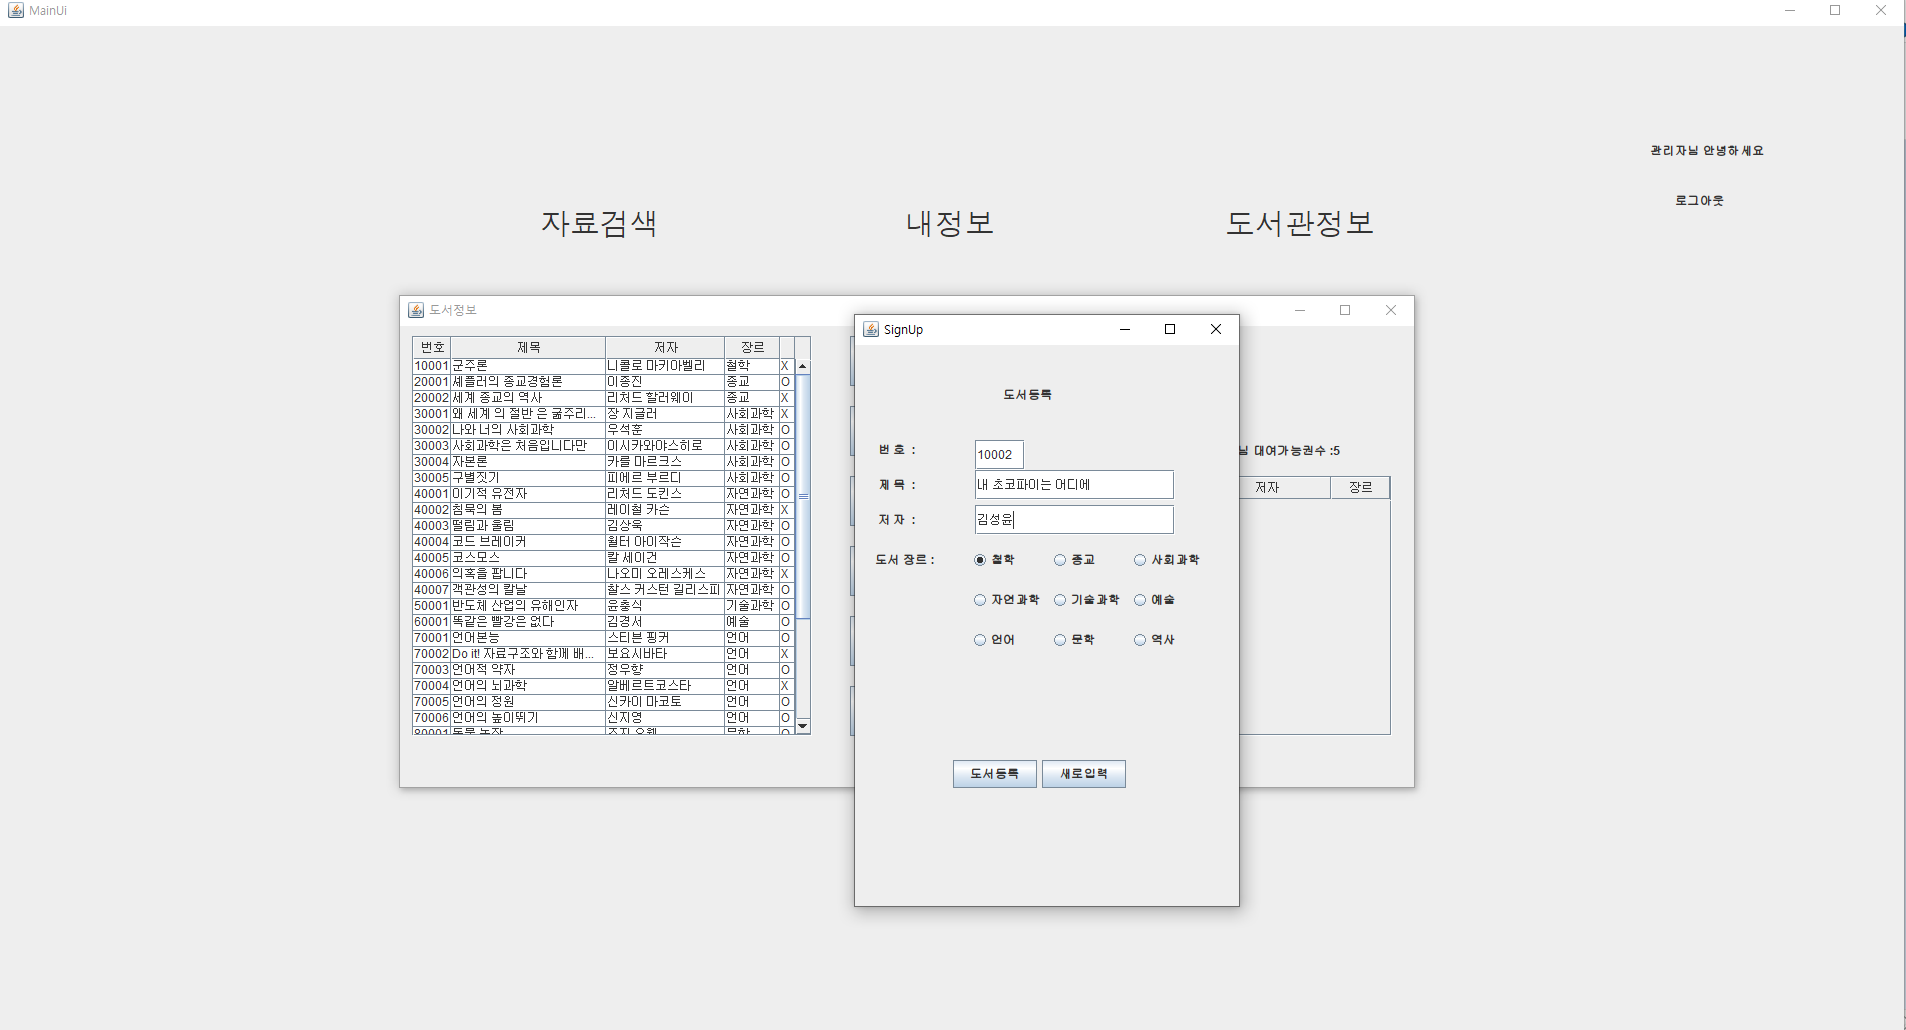 MainUi
관리자님 안녕하세요
로그아웃
자료검색 내정보 도서관정보
도서정보
번호 제목 저자 장르
10001 군주론 니콜로 마키아벨리 철학 X
20001 셰플러의 종교경험론 이종진 종교 O
20002 세계 종교의 역사 리처드 할러웨이 종교 X
30001 왜 세계 의 절반 은 굶주리... 장 지글러 사회과학 X
30002 나와 너의 사회과학 우석훈 사회과학 O
30003 사회과학은 처음입니다만 이시카와야스히로 사회과학 O
30004 자본론 카를 마르크스 사회과학 O
30005 구별짓기 피에르 부르디 사회과학 O
40001 이기적 유전자 리처드 도킨스 자연과학 O
40002 침묵의 봄 레이첼 카슨 자연과학 X
40003 떨림과 울림 김상욱 자연과학 O
40004 코드 브레이커 월터 아이작슨 자연과학 O
40005 코스모스 칼 세이건 자연과학 O
40006 의혹을 팝니다 나오미 오레스케스 자연과학 X
40007 객관성의 칼날 찰스 커스턴 길리스피 자연과학 O
50001 반도체 산업의 유해인자 윤충식 기술과학 O
60001 똑같은 빨강은 없다 김경서 예술 O
70001 언어본능 스티븐 핑커 언어 O
70002 Do it! 자료구조와 함께 배... 보요시바타 언어 X
70003 언어적 약자 정우향 언어 O
70004 언어의 뇌과학 알베르트코스타 언어 X
70005 언어의 정원 신카이 마코토 언어 O
70006 언어의 높이뛰기 신지영 언어 O
80001 동물 농장 조지 오웰 문학 O
SignUp
도서등록
번 호 : 10002
제 목 : 내 초코파이는 어디에
저 자 : 김성윤
도서 장르 : 철학 종교 사회과학
자연과학 기술과학 예술
언어 문학 역사
도서등록 새로입력
님 대여가능권수 :5
저자 장르